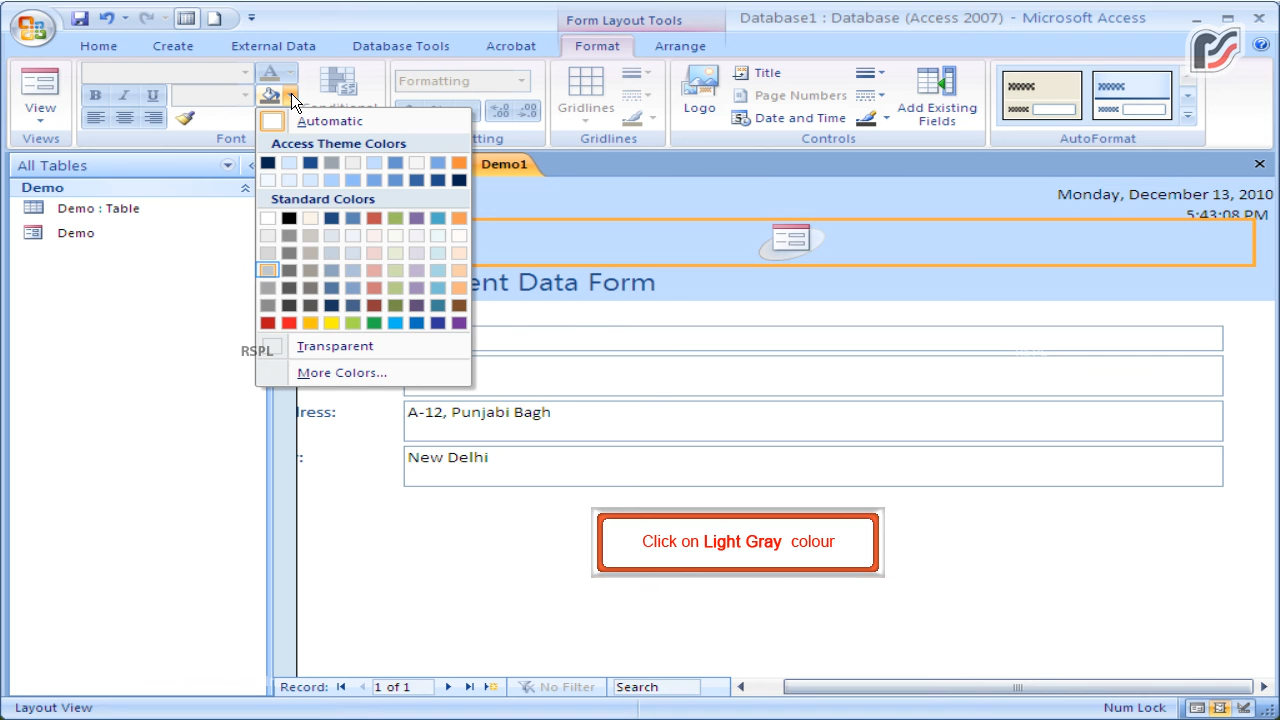 Form Layout Tools
Database1 : Database (Access 2007) - Microsoft Access
Home Create External Data Database Tools Acrobat Format Arrange
View
Views
B I U
Font
A
Formatting
Gridlines
Gridlines
Logo
Title
Page Numbers
Date and Time
Controls
Add Existing
Fields
AutoFormat
Automatic
Access Theme Colors
Standard Colors
Transparent
More Colors...
All Tables
Demo
Demo : Table
Demo
Demo1
Monday, December 13, 2010
5:43:08 PM
ent Data Form
RSPL
dress:
A-12, Punjabi Bagh
New Delhi
Click on Light Gray colour
Record: 1 of 1 No Filter Search
Layout View
Num Lock